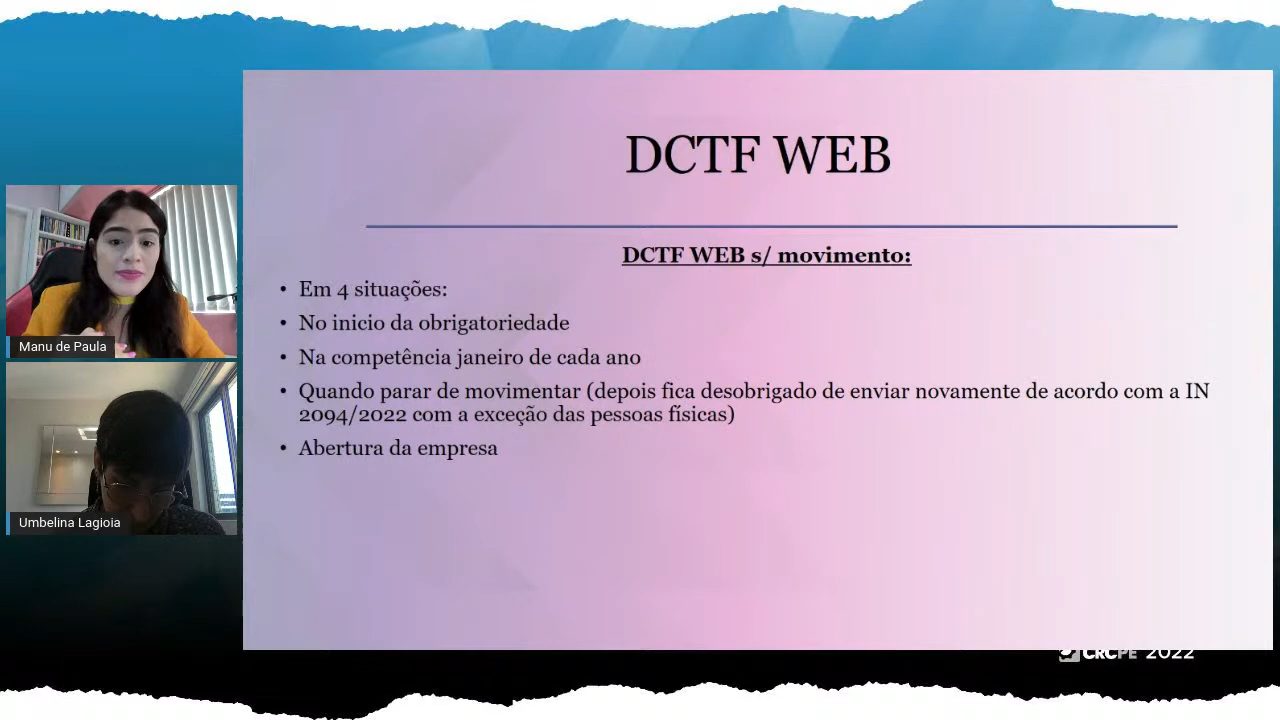 DCTF WEB
DCTF WEB s/ movimento:
• Em 4 situações:
• No inicio da obrigatoriedade
• Na competência janeiro de cada ano
• Quando parar de movimentar (depois fica desobrigado de enviar novamente de acordo com a IN
2094/2022 com a exceção das pessoas físicas)
• Abertura da empresa
Manu de Paula
Umbelina Lagioia
CRCPE 2022